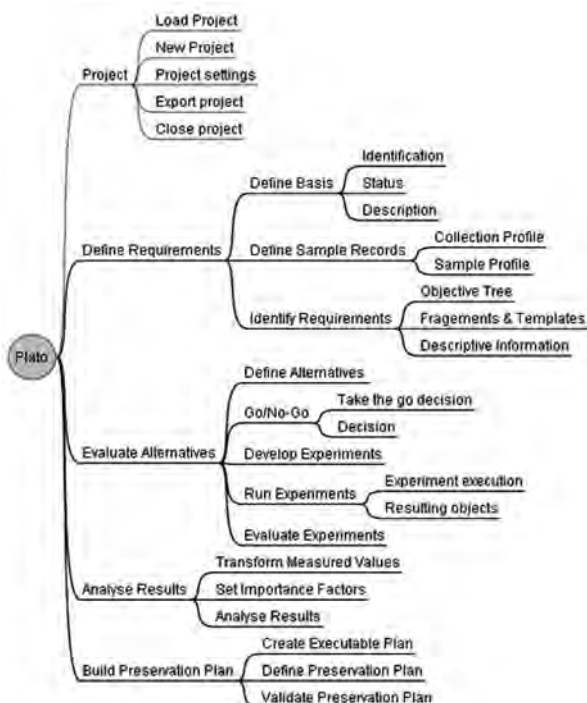 Load Project
New Project
Project
Project settings
Export project
Close project
Identification
Define Basis
Status
Description
Collection Profile
Define Requirements
Define Sample Records
Sample Profile
Objective Tree
Identify Requirements
Fragements & Templates
Descriptive Information
Plato
Define Alternatives
Take the go decision
Go/No-Go
Decision
Evaluate Alternatives
Develop Experiments
Experiment execution
Run Experiments
Resulting objects
Evaluate Experiments
Transform Measured Values
Analyse Results
Set Importance Factors
Analyse Results
Create Executable Plan
Build Preservation Plan
Define Preservation Plan
Validate Preservation Plan